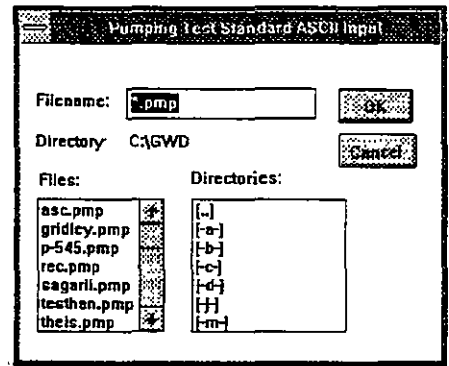 Pumping Test Standard ASCII Input
Filename: *.pmp
OK
Directory C:\GWD
Cancel
Files:
Directories:
asc.pmp
gridley.pmp
p-545.pmp
rec.pmp
sagarli.pmp
testhan.pmp
theis.pmp
[..]
[-a-]
[-b-]
[-c-]
[-d-]
[-j-]
[-m-]